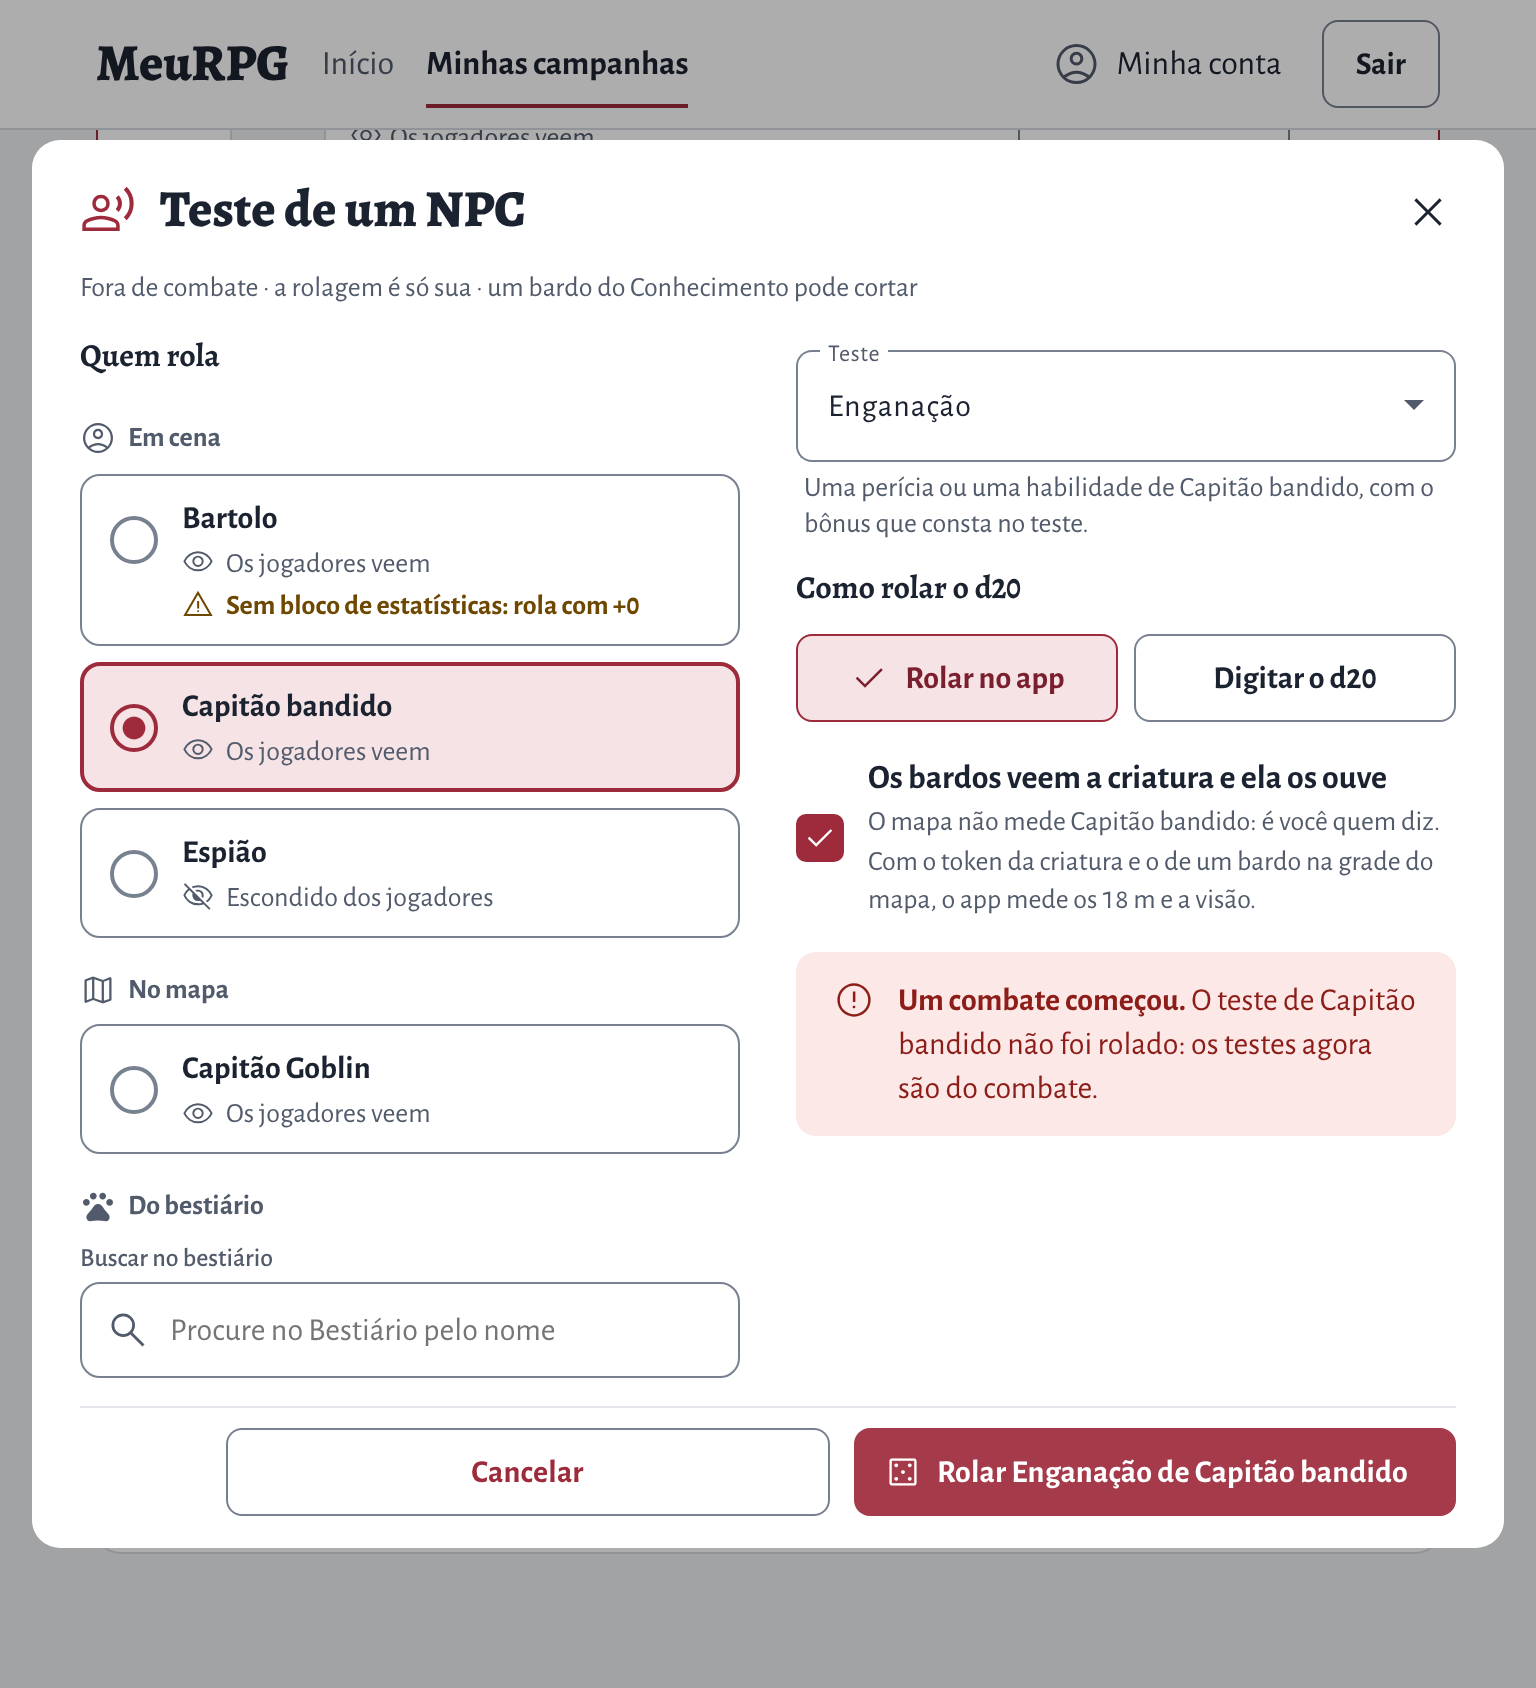 MeuRPG
Início
Minhas campanhas
Minha conta
Sair
Os jogadores veem
Teste de um NPC
Fora de combate · a rolagem é só sua · um bardo do Conhecimento pode cortar
Quem rola
Em cena
Bartolo
Os jogadores veem
Sem bloco de estatísticas: rola com +0
Capitão bandido
Os jogadores veem
Espião
Escondido dos jogadores
No mapa
Capitão Goblin
Os jogadores veem
Do bestiário
Buscar no bestiário
Procure no Bestiário pelo nome
Teste
Enganação
Uma perícia ou uma habilidade de Capitão bandido, com o
bônus que consta no teste.
Como rolar o d20
Rolar no app
Digitar o d20
Os bardos veem a criatura e ela os ouve
O mapa não mede Capitão bandido: é você quem diz.
Com o token da criatura e o de um bardo na grade do
mapa, o app mede os 18 m e a visão.
Um combate começou. O teste de Capitão
bandido não foi rolado: os testes agora
são do combate.
Cancelar
Rolar Enganação de Capitão bandido